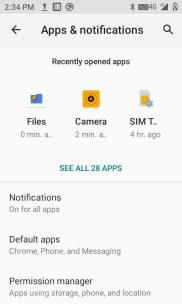 2:34 PM
4G
Apps & notifications
Recently opened apps
Files
Camera
SIM T..
0 min. a..
2 min. a..
4 hr. ago
SEE ALL 28 APPS
Notifications
On for all apps
Default apps
Chrome, Phone, and Messaging
Permission manager
Apps using storage, phone, and location